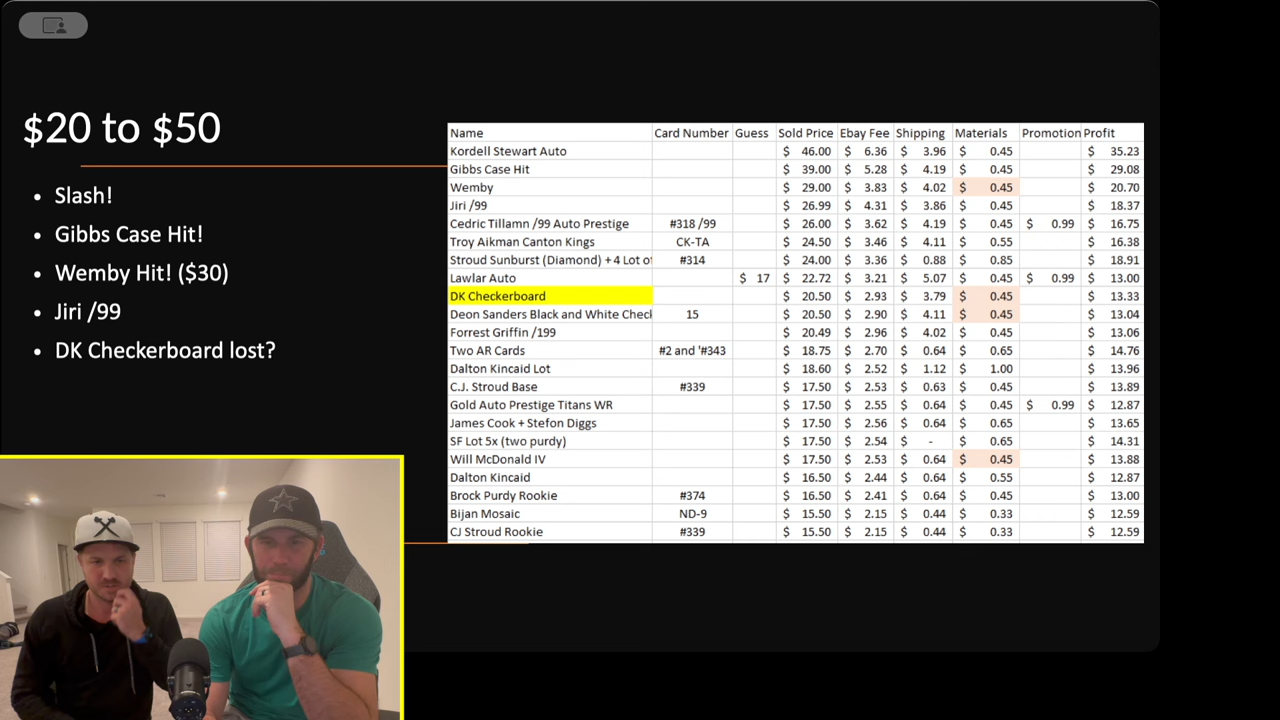 $20 to $50
• Slash!
• Gibbs Case Hit!
• Wemby Hit! ($30)
• Jiri /99
• DK Checkerboard lost?
Name Card Number Guess Sold Price Ebay Fee Shipping Materials Promotion Profit
Kordell Stewart Auto $ 46.00 $ 6.36 $ 3.96 $ 0.45 $ 35.23
Gibbs Case Hit $ 39.00 $ 5.28 $ 4.19 $ 0.45 $ 29.08
Wemby $ 29.00 $ 3.83 $ 4.02 $ 0.45 $ 20.70
Jiri /99 $ 26.99 $ 4.31 $ 3.86 $ 0.45 $ 18.37
Cedric Tillamn /99 Auto Prestige #318 /99 $ 26.00 $ 3.62 $ 4.19 $ 0.45 $ 0.99 $ 16.75
Troy Aikman Canton Kings CK-TA $ 24.50 $ 3.46 $ 4.11 $ 0.55 $ 16.38
Stroud Sunburst (Diamond) + 4 Lot of #314 $ 24.00 $ 3.36 $ 0.88 $ 0.85 $ 18.91
Lawlar Auto $ 17 $ 22.72 $ 3.21 $ 5.07 $ 0.45 $ 0.99 $ 13.00
DK Checkerboard $ 20.50 $ 2.93 $ 3.79 $ 0.45 $ 13.33
Deon Sanders Black and White Check 15 $ 20.50 $ 2.90 $ 4.11 $ 0.45 $ 13.04
Forrest Griffin /199 $ 20.49 $ 2.96 $ 4.02 $ 0.45 $ 13.06
Two AR Cards #2 and '#343 $ 18.75 $ 2.70 $ 0.64 $ 0.65 $ 14.76
Dalton Kincaid Lot $ 18.60 $ 2.52 $ 1.12 $ 1.00 $ 13.96
C.J. Stroud Base #339 $ 17.50 $ 2.53 $ 0.63 $ 0.45 $ 13.89
Gold Auto Prestige Titans WR $ 17.50 $ 2.55 $ 0.64 $ 0.45 $ 0.99 $ 12.87
James Cook + Stefon Diggs $ 17.50 $ 2.56 $ 0.64 $ 0.65 $ 13.65
SF Lot 5x (two purdy) $ 17.50 $ 2.54 $ - $ 0.65 $ 14.31
Will McDonald IV $ 17.50 $ 2.53 $ 0.64 $ 0.45 $ 13.88
Dalton Kincaid $ 16.50 $ 2.44 $ 0.64 $ 0.55 $ 12.87
Brock Purdy Rookie #374 $ 16.50 $ 2.41 $ 0.64 $ 0.45 $ 13.00
Bijan Mosaic ND-9 $ 15.50 $ 2.15 $ 0.44 $ 0.33 $ 12.59
CJ Stroud Rookie #339 $ 15.50 $ 2.15 $ 0.44 $ 0.33 $ 12.59